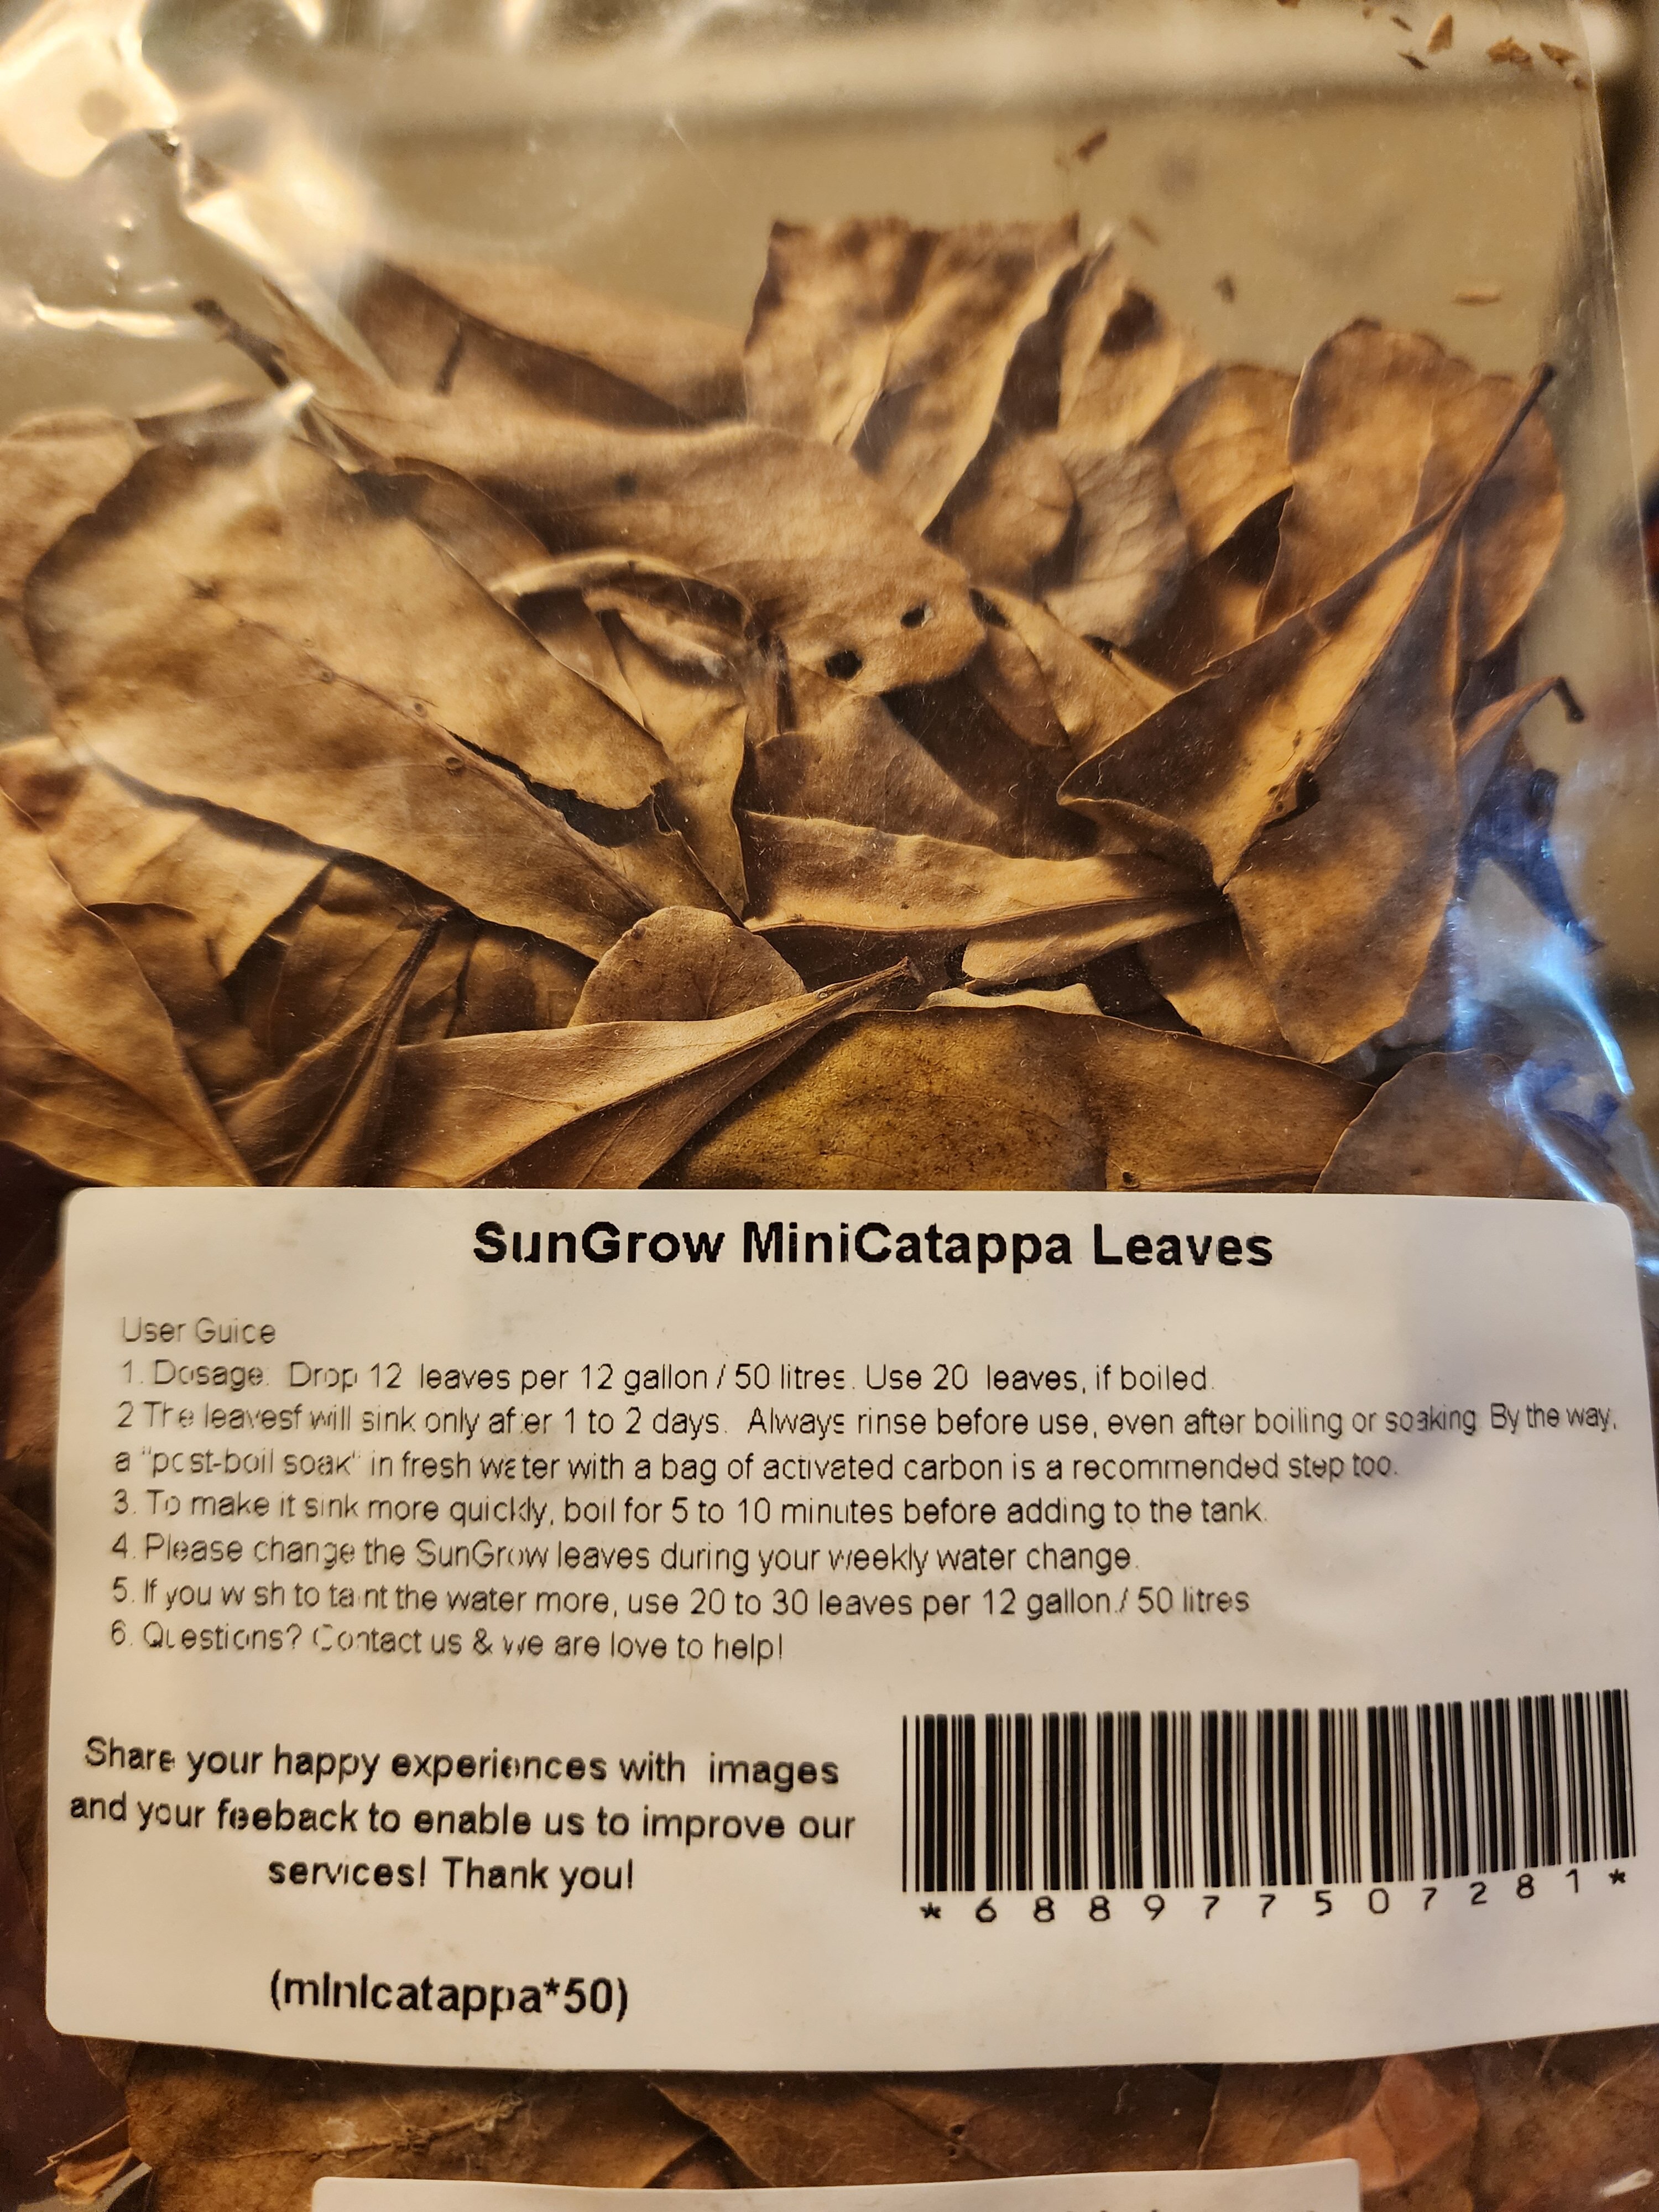 SunGrow MiniCatappa Leaves
User Guice
1. Dosage: Drop 12 leaves per 12 gallon / 50 litres. Use 20 leaves, if boiled.
2 The leavesf will sink only after 1 to 2 days. Always rinse before use, even after boiling or soaking. By the way,
a "post-boil soak" in fresh water with a bag of activated carbon is a recommended step too.
3. To make it sink more quickly, boil for 5 to 10 minutes before adding to the tank.
4. Please change the SunGrow leaves during your weekly water change.
5. If you wish to taint the water more, use 20 to 30 leaves per 12 gallon / 50 litres
6. Questions? Contact us & we are love to help!
Share your happy experiences with images
and your feeback to enable us to improve our
services! Thank you!
*688977507281*
(minicatappa*50)